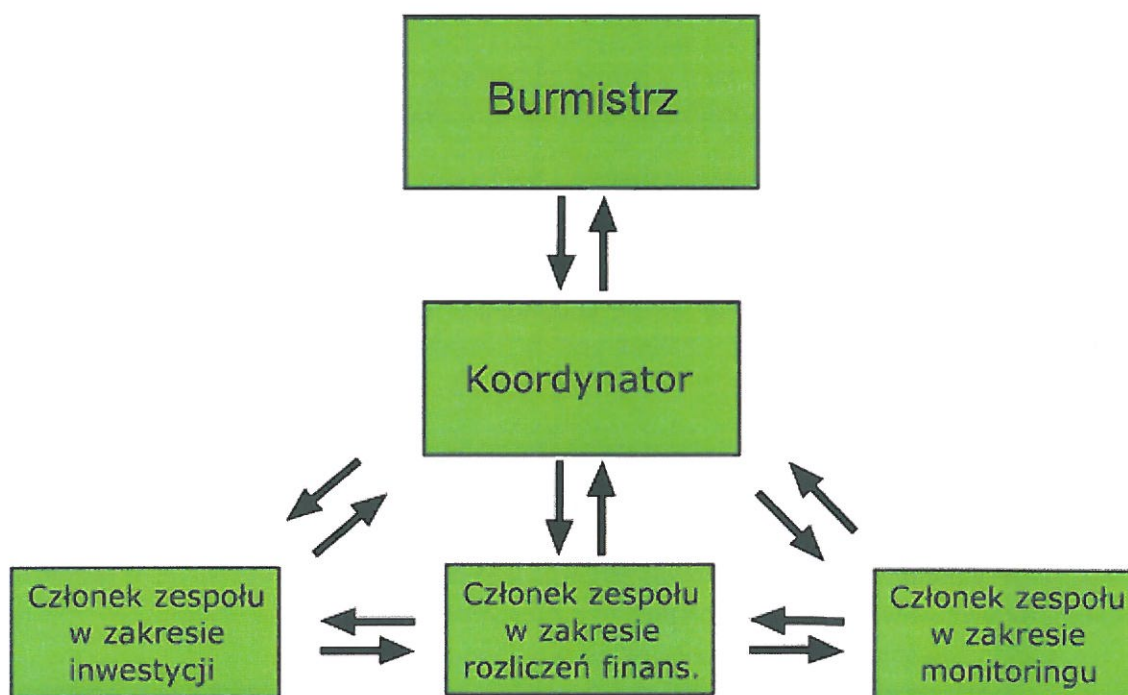 Burmistrz
Koordynator
Członek zespołu
w zakresie
inwestycji
Członek zespołu
w zakresie
rozliczeń finans.
Członek zespołu
w zakresie
monitoringu